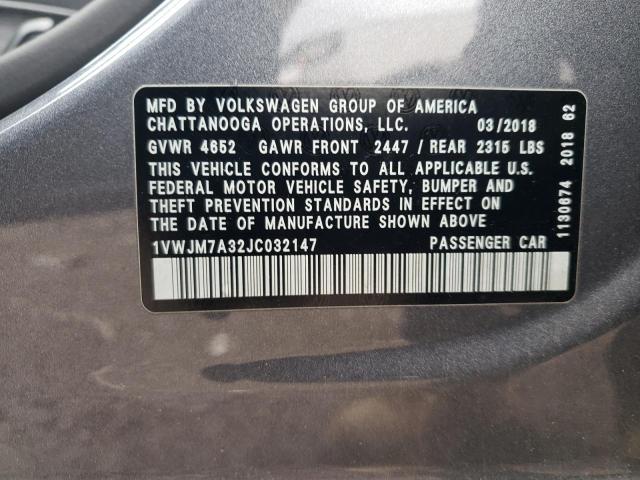 MFD BY VOLKSWAGEN GROUP OF AMERICA
CHATTANOOGA OPERATIONS, LLC. 03/2018
GVWR 4652 GAWR FRONT 2447 / REAR 2315 LBS
THIS VEHICLE CONFORMS TO ALL APPLICABLE U.S.
FEDERAL MOTOR VEHICLE SAFETY, BUMPER AND
THEFT PREVENTION STANDARDS IN EFFECT ON
THE DATE OF MANUFACTURE SHOWN ABOVE
1VWJM7A32JC032147 PASSENGER CAR
1130674 2018 62